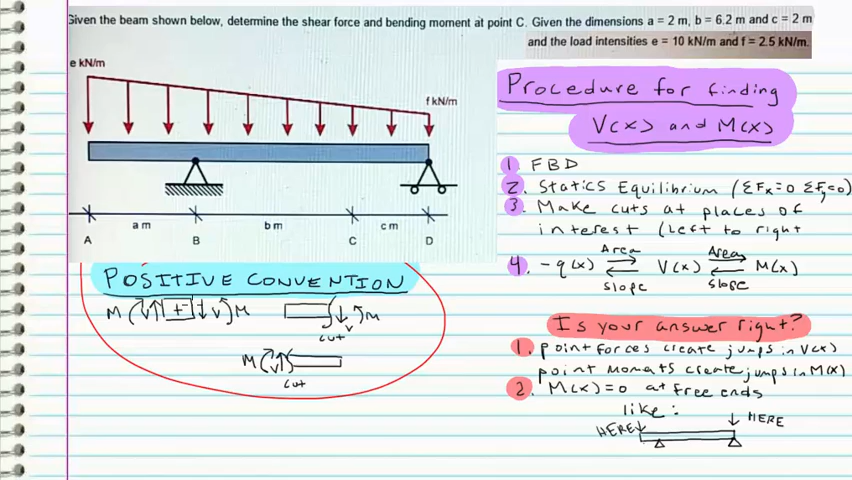 Given the beam shown below, determine the shear force and bending moment at point C. Given the dimensions a = 2 m, b = 6.2 m and c = 2 m
and the load intensities e = 10 kN/m and f = 2.5 kN/m.
e kN/m
f kN/m
a m
b m
c m
A
B
C
D
Procedure for finding
V(x) and M(x)
1. FBD
2. Statics Equilibrium (ΣFx=0 ΣFy=0)
3. Make cuts at places of
interest (left to right
4. -q(x) Area slope V(x) Area slope M(x)
POSITIVE CONVENTION
M V + V M
V M
cut
M V
cut
Is your answer right?
1. point forces create jumps in V(x)
point moments create jumps in M(x)
2. M(x)=0 at free ends
like:
HERE
HERE